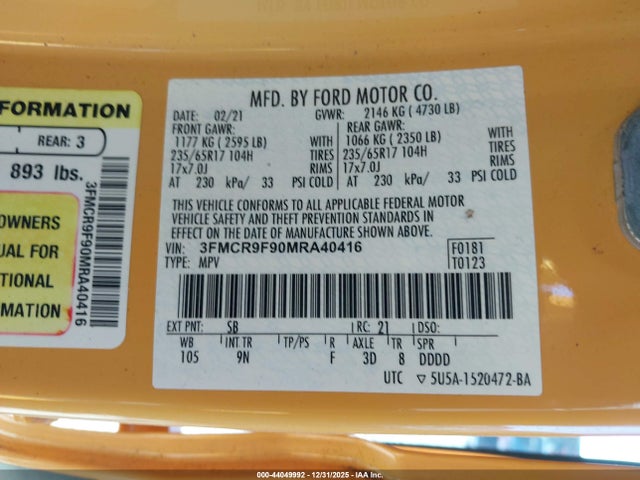 FORMATION
REAR: 3
893 lbs.
OWNERS
UAL FOR
TIONAL
RMATION
3FMCR9F90MRA40416
MFD. BY FORD MOTOR CO.
DATE: 02/21 GVWR: 2146 KG ( 4730 LB)
FRONT GAWR: REAR GAWR:
1177 KG ( 2595 LB) WITH 1066 KG ( 2350 LB) WITH
235/65R17 104H TIRES 235/65R17 104H TIRES
17x7.0J RIMS 17x7.0J RIMS
AT 230 kPa/ 33 PSI COLD AT 230 kPa/ 33 PSI COLD
THIS VEHICLE CONFORMS TO ALL APPLICABLE FEDERAL MOTOR
VEHICLE SAFETY AND THEFT PREVENTION STANDARDS IN
EFFECT ON THE DATE OF MANUFACTURE SHOWN ABOVE.
VIN: 3FMCR9F90MRA40416 F0181
TYPE: MPV T0123
EXT PNT: SB RC: 21 DSO:
WB INT TR TP/PS R AXLE TR SPR
105 9N F 3D 8 DDDD
UTC ▽ 5U5A-1520472-BA
000-44049992 - 12/31/2025 - IAA Inc.